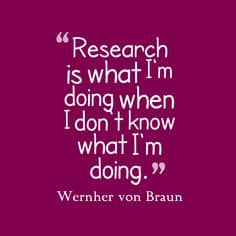 “Research
is what I'm
doing when
I don't know
what I'm
doing.”
Wernher von Braun